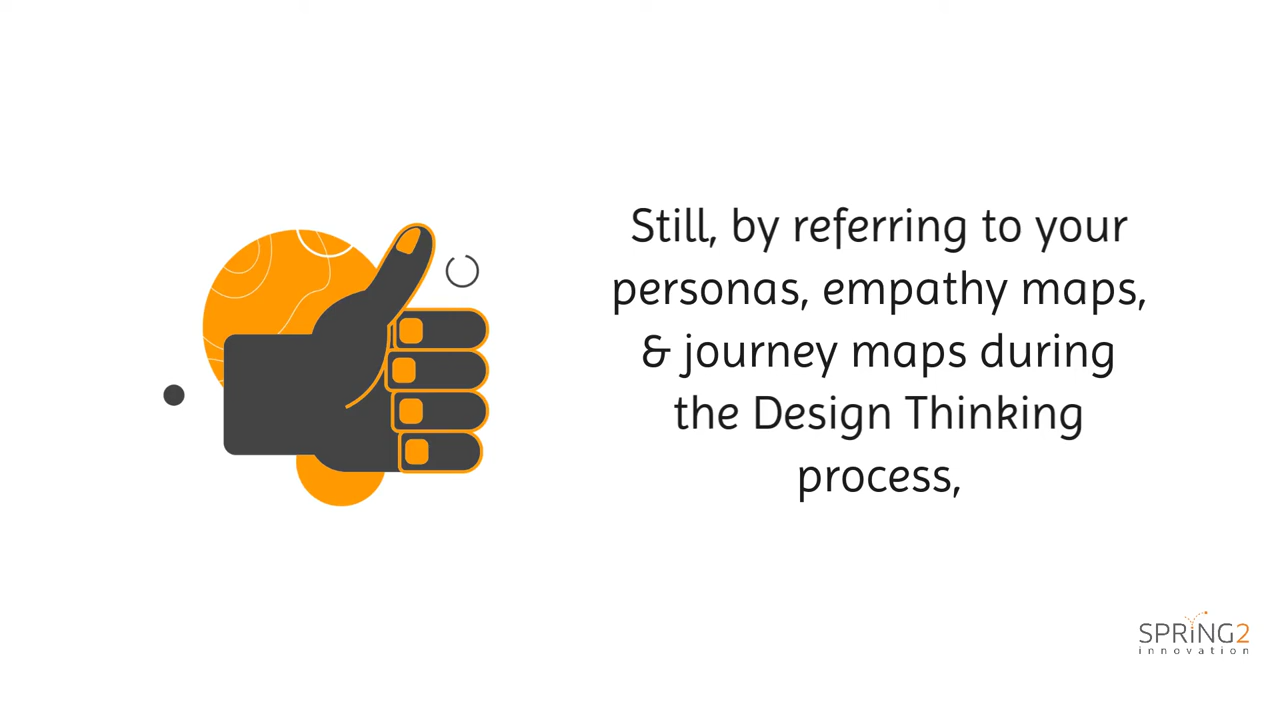 Still, by referring to your
personas, empathy maps,
& journey maps during
the Design Thinking
process,
SPRING2
innovation